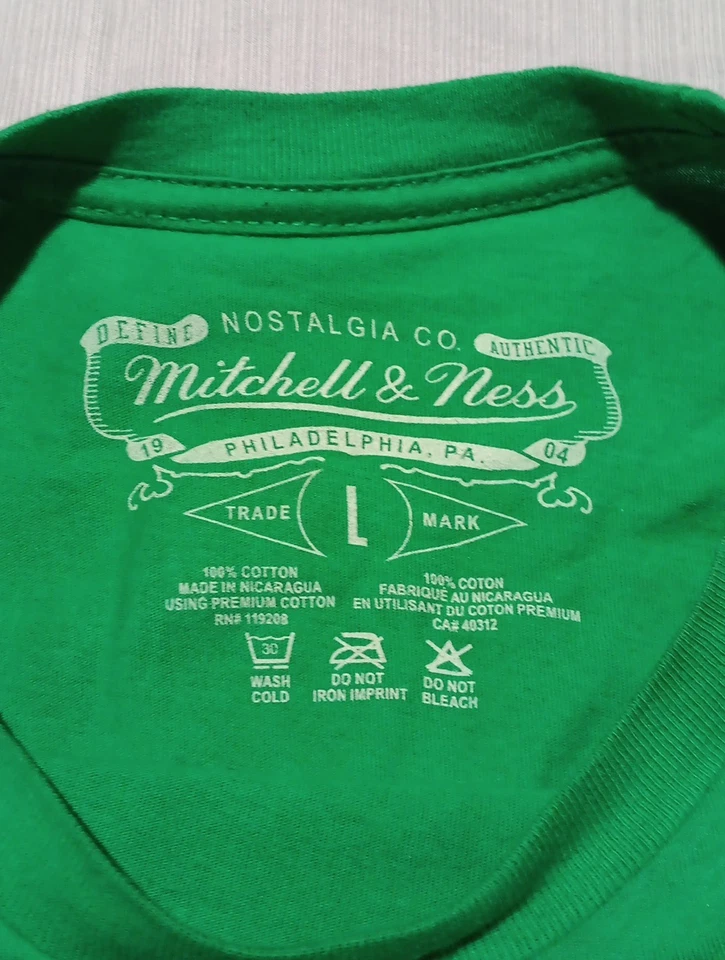 NOSTALGIA CO.
DEFINE AUTHENTIC
Mitchell & Ness
19 PHILADELPHIA, PA. 04
TRADE L MARK
100% COTTON
MADE IN NICARAGUA
USING PREMIUM COTTON
RN# 119208
100% COTON
FABRIQUÉ AU NICARAGUA
EN UTILISANT DU COTON PREMIUM
CA# 40312
30
WASH
COLD
DO NOT
IRON IMPRINT
DO NOT
BLEACH